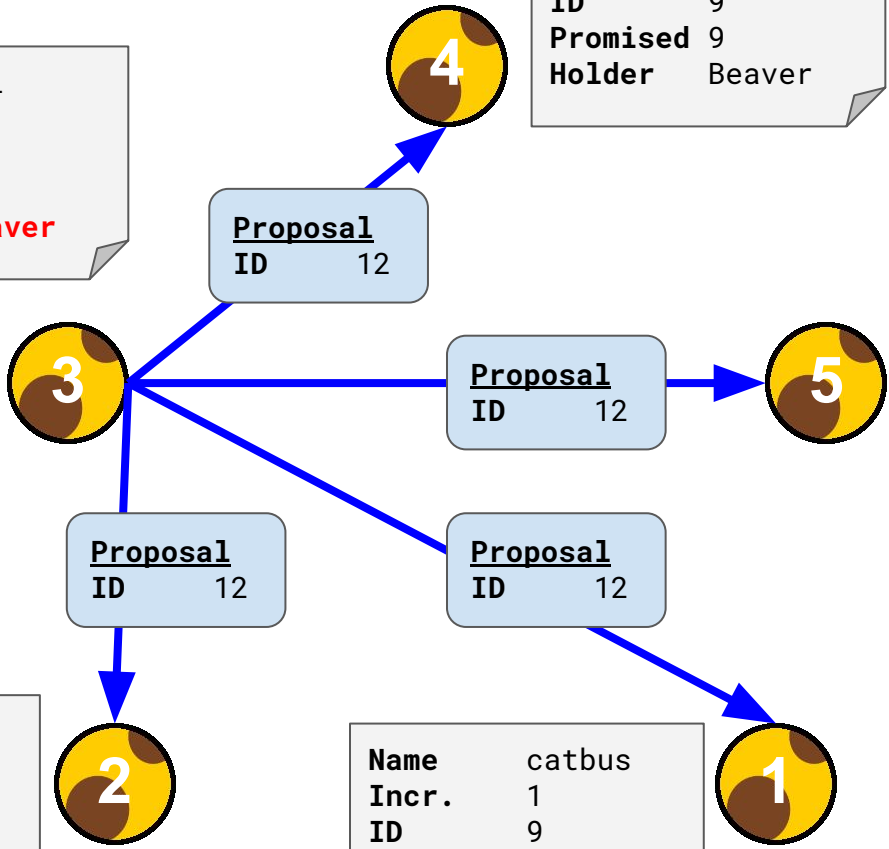 ID 9
Promised 9
Holder Beaver
4
Proposal
ID 12
3
Proposal
ID 12
5
Proposal
ID 12
Proposal
ID 12
2
Name catbus
Incr. 1
ID 9
1